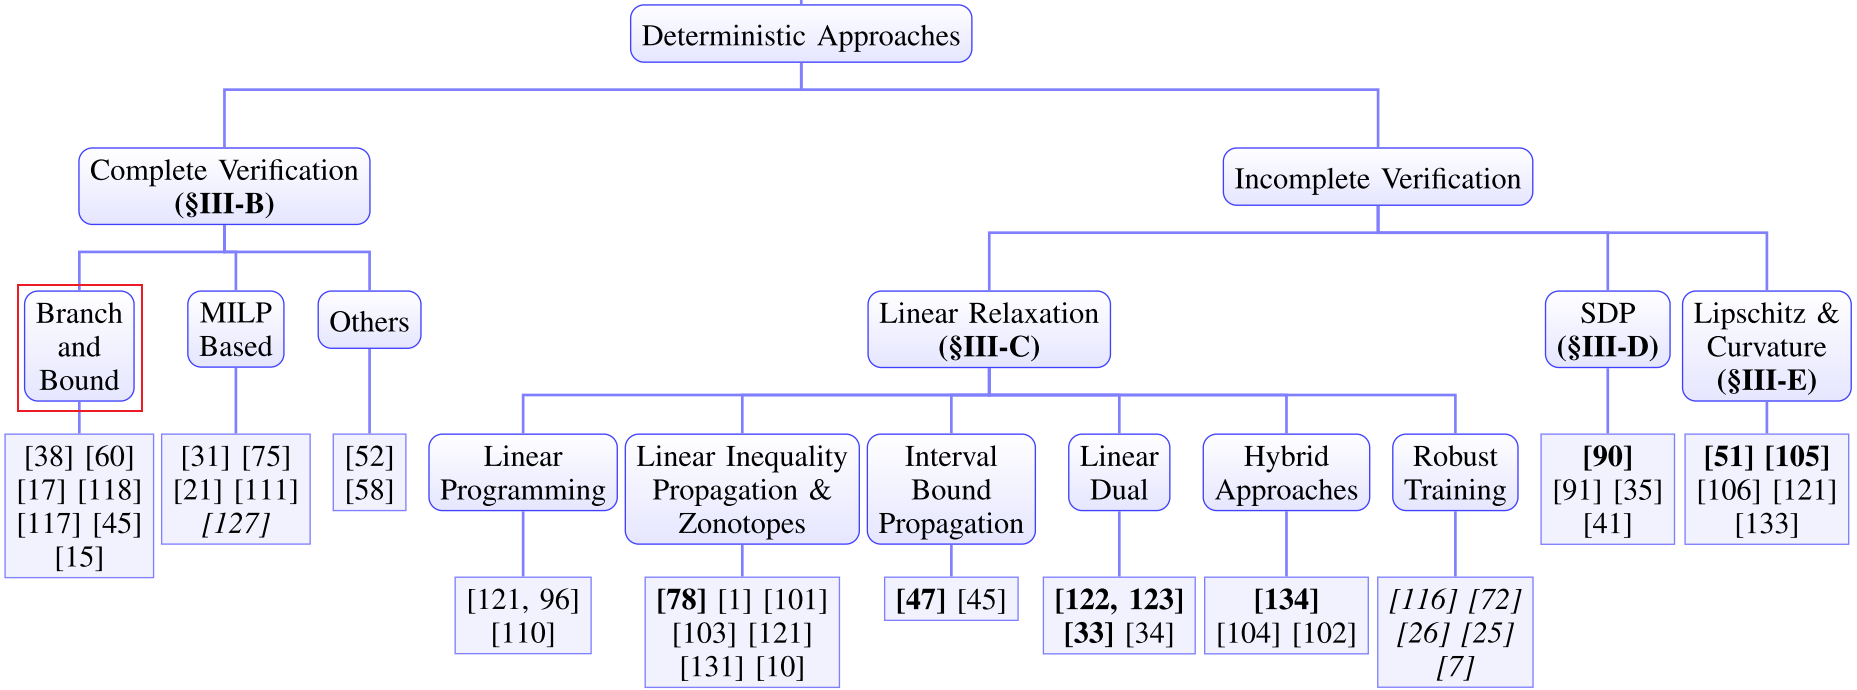 Deterministic Approaches
Complete Verification
(§III-B)
Incomplete Verification
Branch
and
Bound
MILP
Based
Others
Linear Relaxation
(§III-C)
SDP
(§III-D)
Lipschitz &
Curvature
(§III-E)
[38] [60]
[17] [118]
[117] [45]
[15]
[31] [75]
[21] [111]
[127]
[52]
[58]
Linear
Programming
Linear Inequality
Propagation &
Zonotopes
Interval
Bound
Propagation
Linear
Dual
Hybrid
Approaches
Robust
Training
[90]
[91] [35]
[41]
[51] [105]
[106] [121]
[133]
[121, 96]
[110]
[78] [1] [101]
[103] [121]
[131] [10]
[47] [45]
[122, 123]
[33] [34]
[134]
[104] [102]
[116] [72]
[26] [25]
[7]